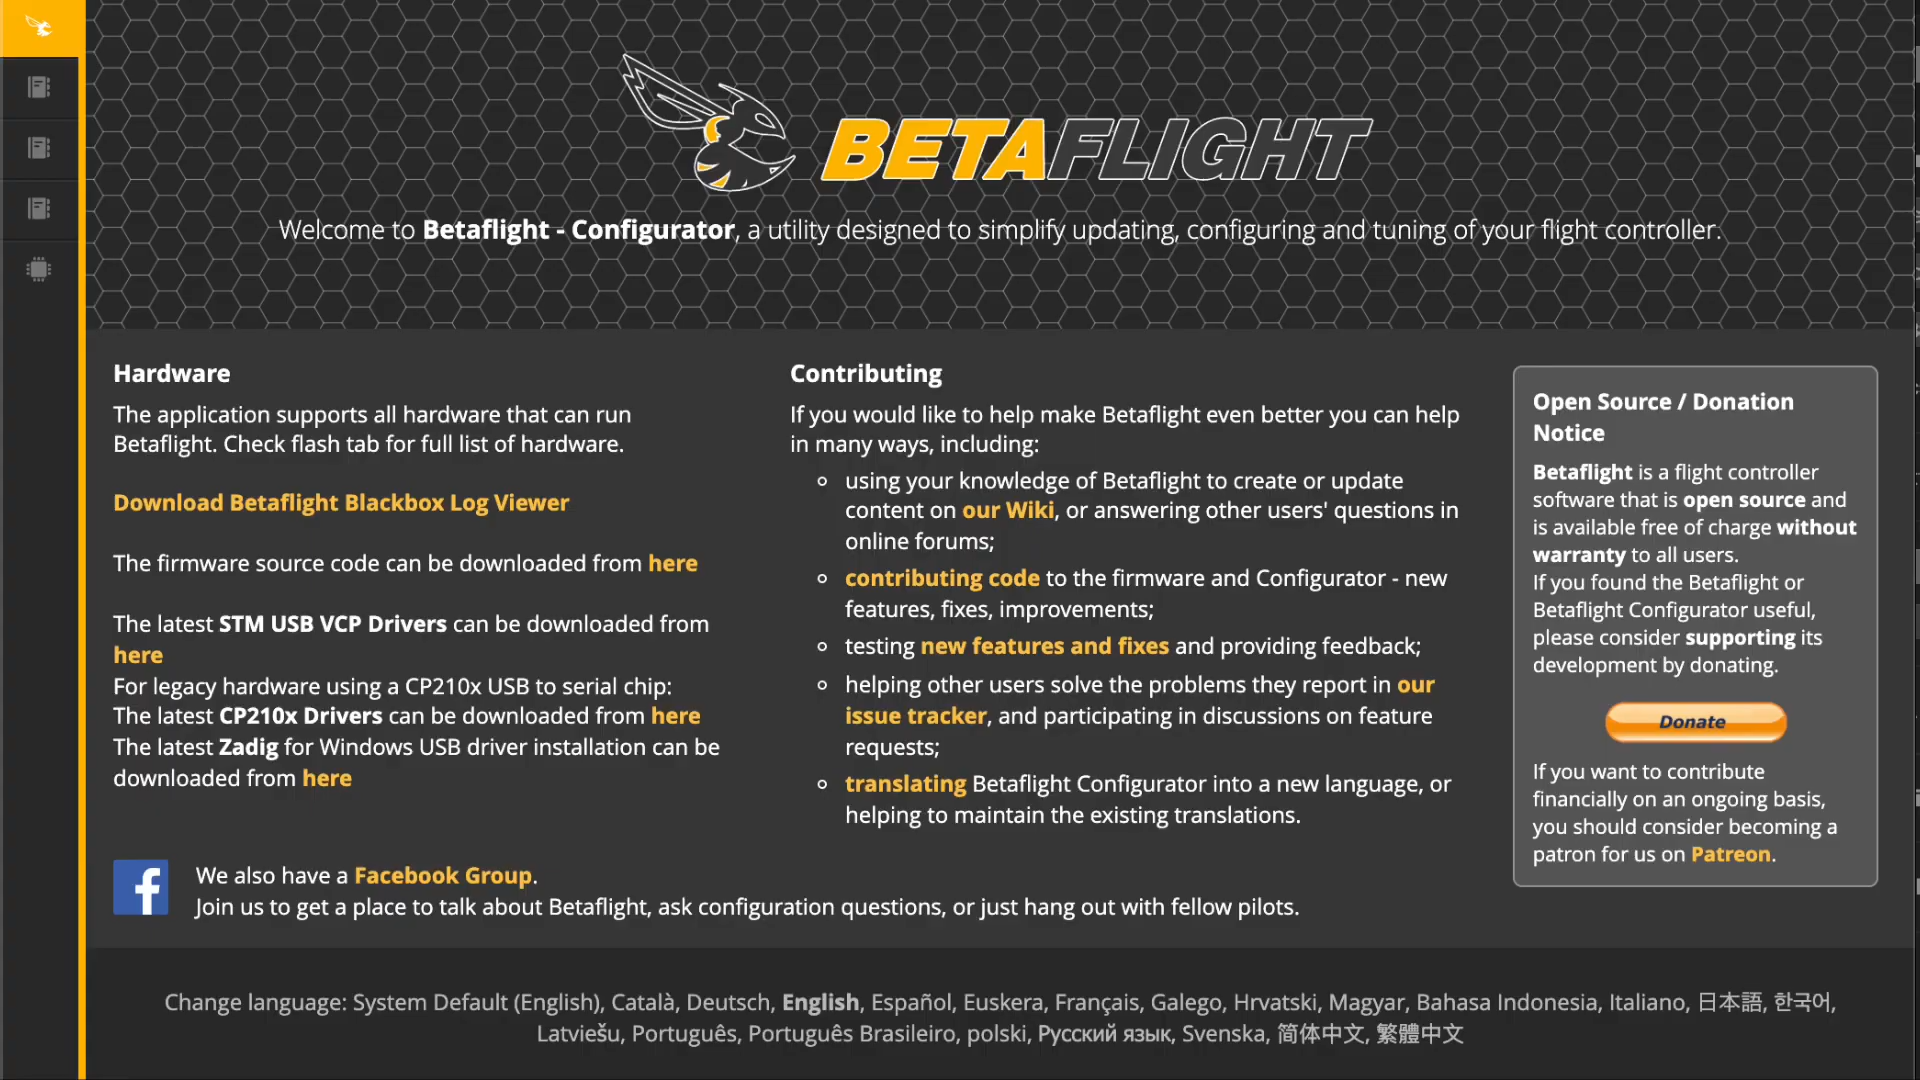 BETAFLIGHT
Welcome to Betaflight - Configurator, a utility designed to simplify updating, configuring and tuning of your flight controller.
Hardware
The application supports all hardware that can run
Betaflight. Check flash tab for full list of hardware.
Download Betaflight Blackbox Log Viewer
The firmware source code can be downloaded from here
The latest STM USB VCP Drivers can be downloaded from
here
For legacy hardware using a CP210x USB to serial chip:
The latest CP210x Drivers can be downloaded from here
The latest Zadig for Windows USB driver installation can be
downloaded from here
Contributing
If you would like to help make Betaflight even better you can help
in many ways, including:
using your knowledge of Betaflight to create or update
content on our Wiki, or answering other users' questions in
online forums;
contributing code to the firmware and Configurator - new
features, fixes, improvements;
testing new features and fixes and providing feedback;
helping other users solve the problems they report in our
issue tracker, and participating in discussions on feature
requests;
translating Betaflight Configurator into a new language, or
helping to maintain the existing translations.
Open Source / Donation
Notice
Betaflight is a flight controller
software that is open source and
is available free of charge without
warranty to all users.
If you found the Betaflight or
Betaflight Configurator useful,
please consider supporting its
development by donating.
Donate
If you want to contribute
financially on an ongoing basis,
you should consider becoming a
patron for us on Patreon.
We also have a Facebook Group.
Join us to get a place to talk about Betaflight, ask configuration questions, or just hang out with fellow pilots.
Change language: System Default (English), Català, Deutsch, English, Español, Euskera, Français, Galego, Hrvatski, Magyar, Bahasa Indonesia, Italiano, 日本語, 한국어,
Latviešu, Português, Português Brasileiro, polski, Русский язык, Svenska, 简体中文, 繁體中文